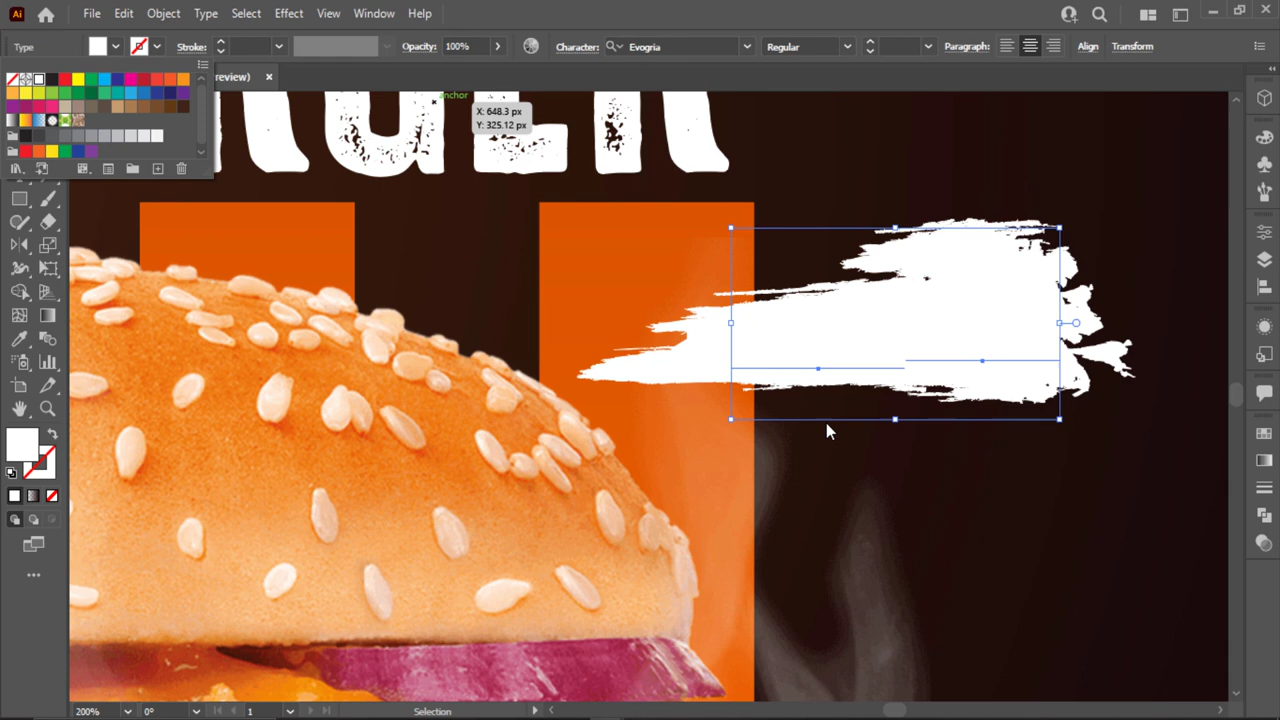 Ai File Edit Object Type Select Effect View Window Help
Type Stroke: Opacity: 100% Character: Evogria Regular Paragraph: Align Transform
review)
anchor
X: 648.3 px
Y: 325.12 px
200% 0° 1 Selection